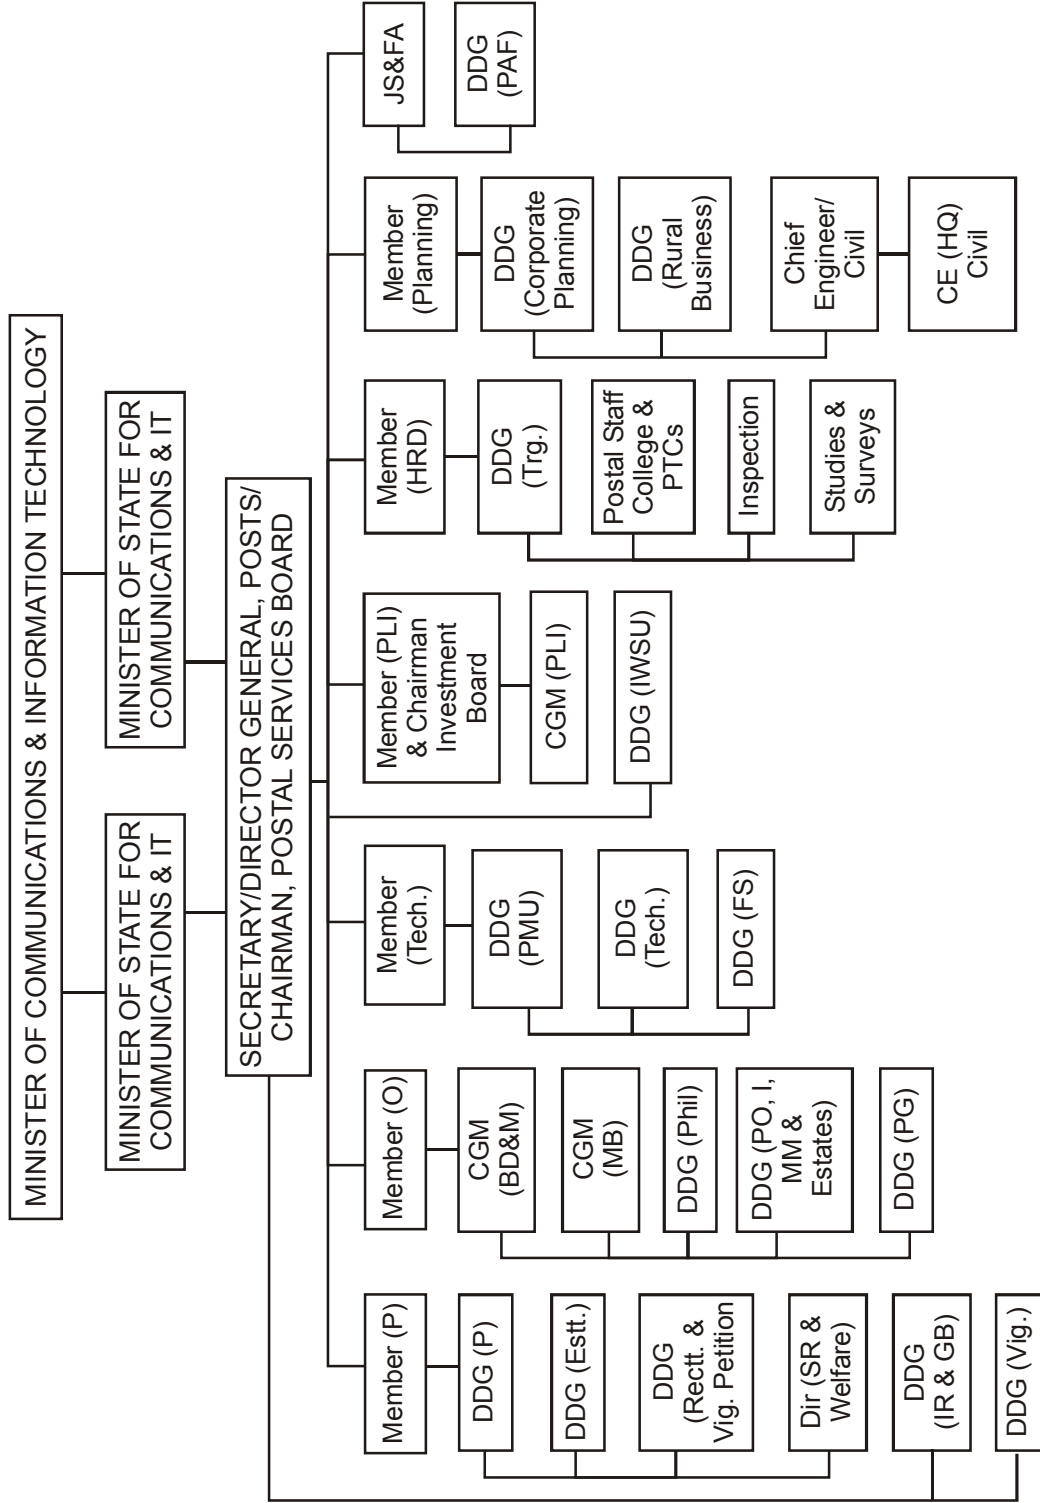 MINISTER OF COMMUNICATIONS & INFORMATION TECHNOLOGY
MINISTER OF STATE FOR
COMMUNICATIONS & IT
MINISTER OF STATE FOR
COMMUNICATIONS & IT
SECRETARY/DIRECTOR GENERAL, POSTS/
CHAIRMAN, POSTAL SERVICES BOARD
Member (P)
DDG (P)
DDG (Estt.)
DDG
(Rectt. &
Vig. Petition
Dir (SR &
Welfare)
DDG
(IR & GB)
DDG (Vig.)
Member (O)
CGM
(BD&M)
CGM
(MB)
DDG (Phil)
DDG (PO, I,
MM &
Estates)
DDG (PG)
Member
(Tech.)
DDG
(PMU)
DDG
(Tech.)
DDG (FS)
Member (PLI)
& Chairman
Investment
Board
CGM (PLI)
DDG (IWSU)
Member
(HRD)
DDG
(Trg.)
Postal Staff
College &
PTCs
Inspection
Studies &
Surveys
Member
(Planning)
DDG
(Corporate
Planning)
DDG
(Rural
Business)
Chief
Engineer/
Civil
CE (HQ)
Civil
JS&FA
DDG
(PAF)